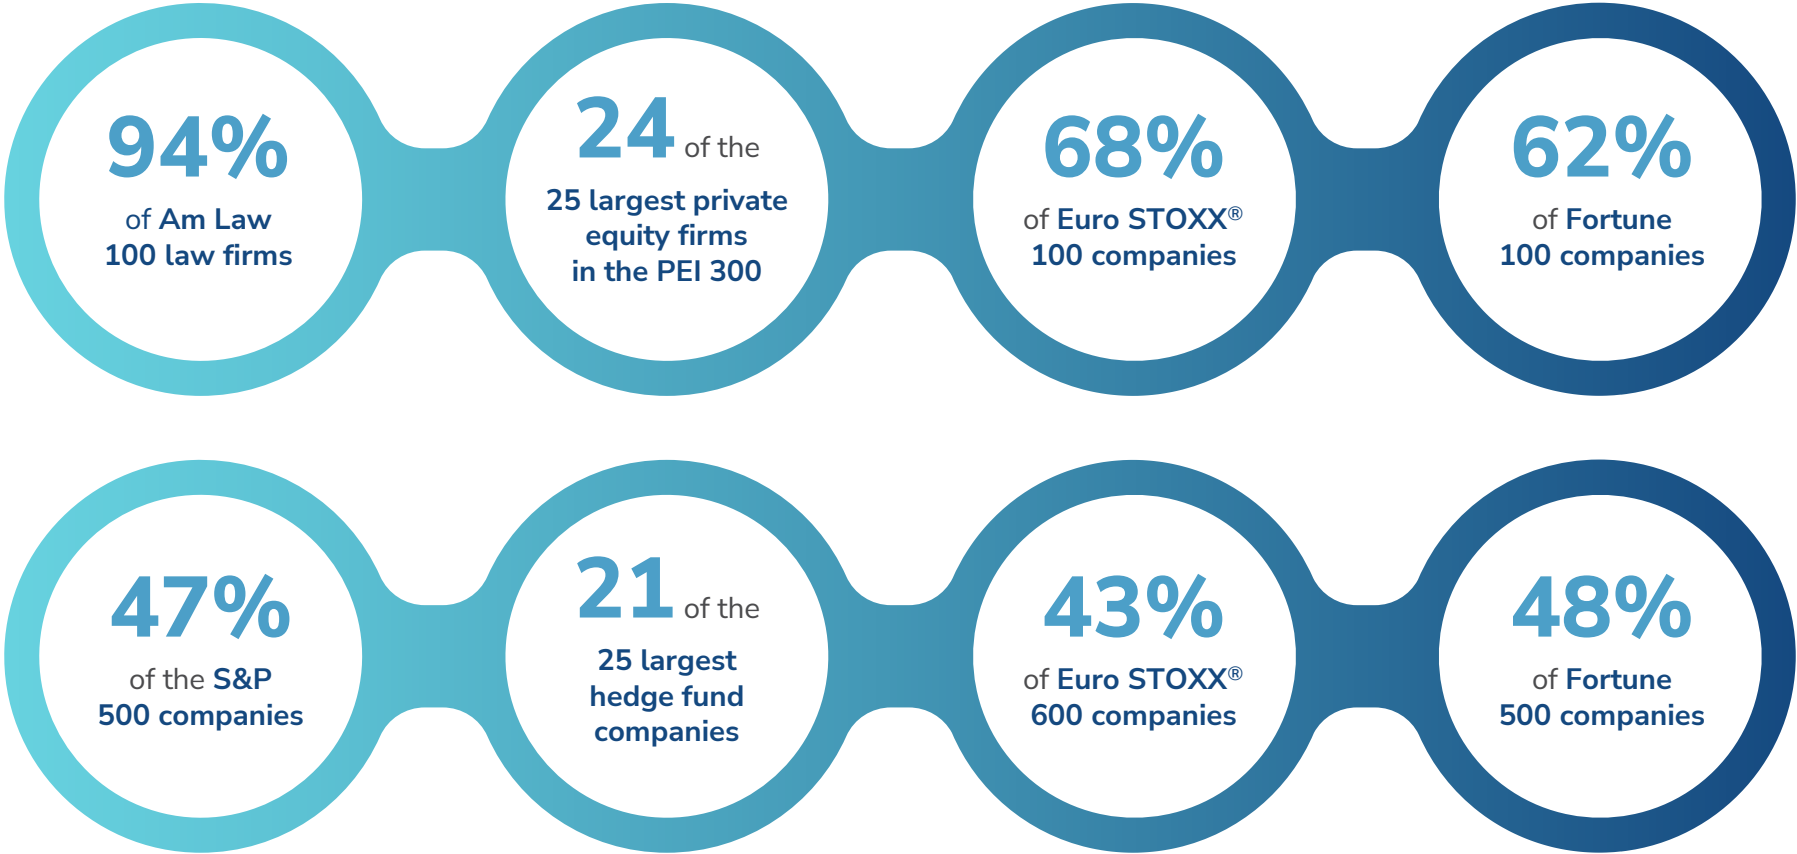 94%
of Am Law
100 law firms
24 of the
25 largest private
equity firms
in the PEI 300
68%
of Euro STOXX®
100 companies
62%
of Fortune
100 companies
47%
of the S&P
500 companies
21 of the
25 largest
hedge fund
companies
43%
of Euro STOXX®
600 companies
48%
of Fortune
500 companies